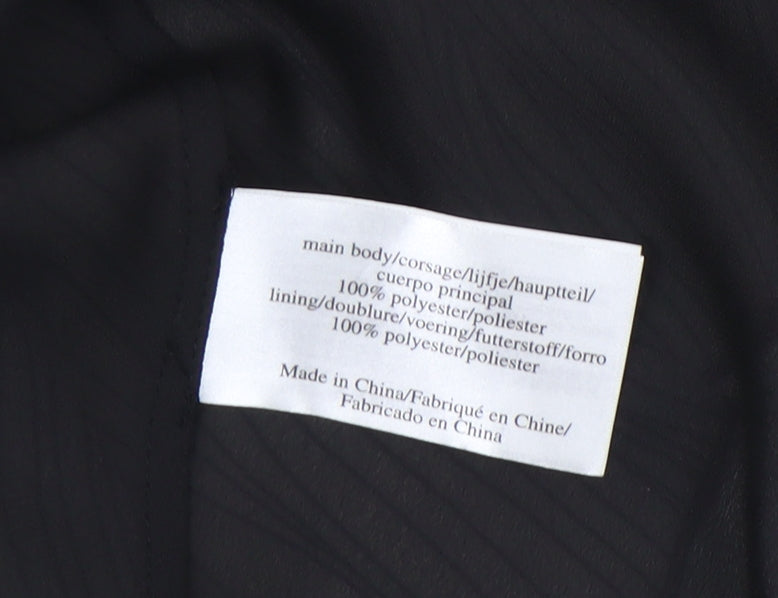 main body/corsage/lijfje/hauptteil/
cuerpo principal
100% polyester/poliester
lining/doublure/voering/futterstoff/forro
100% polyester/poliester
Made in China/Fabriqué en Chine/
Fabricado en China